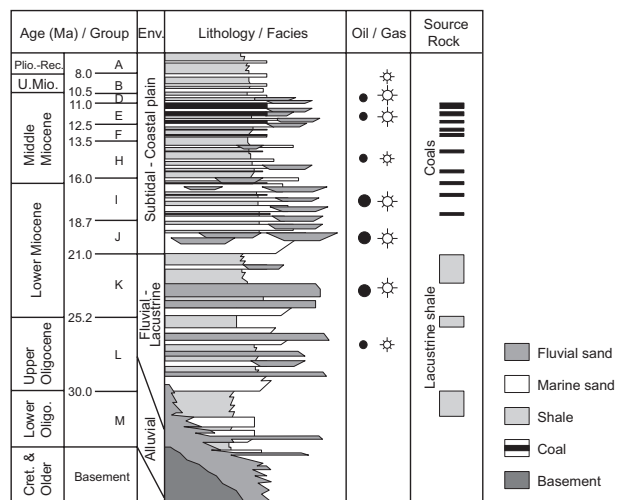 Age (Ma) / Group
Env.
Lithology / Facies
Oil / Gas
Source
Rock
Plio.-Rec.
A
8.0
U.Mio.
B
10.5
D
11.0
E
12.5
F
13.5
Middle
Miocene
H
16.0
I
18.7
J
Lower Miocene
21.0
K
25.2
Upper
Oligocene
L
30.0
Lower
Oligo.
M
Cret. &
Older
Basement
Subtidal - Coastal plain
Fluvial -
Lacustrine
Alluvial
Coals
Lacustrine shale
Fluvial sand
Marine sand
Shale
Coal
Basement